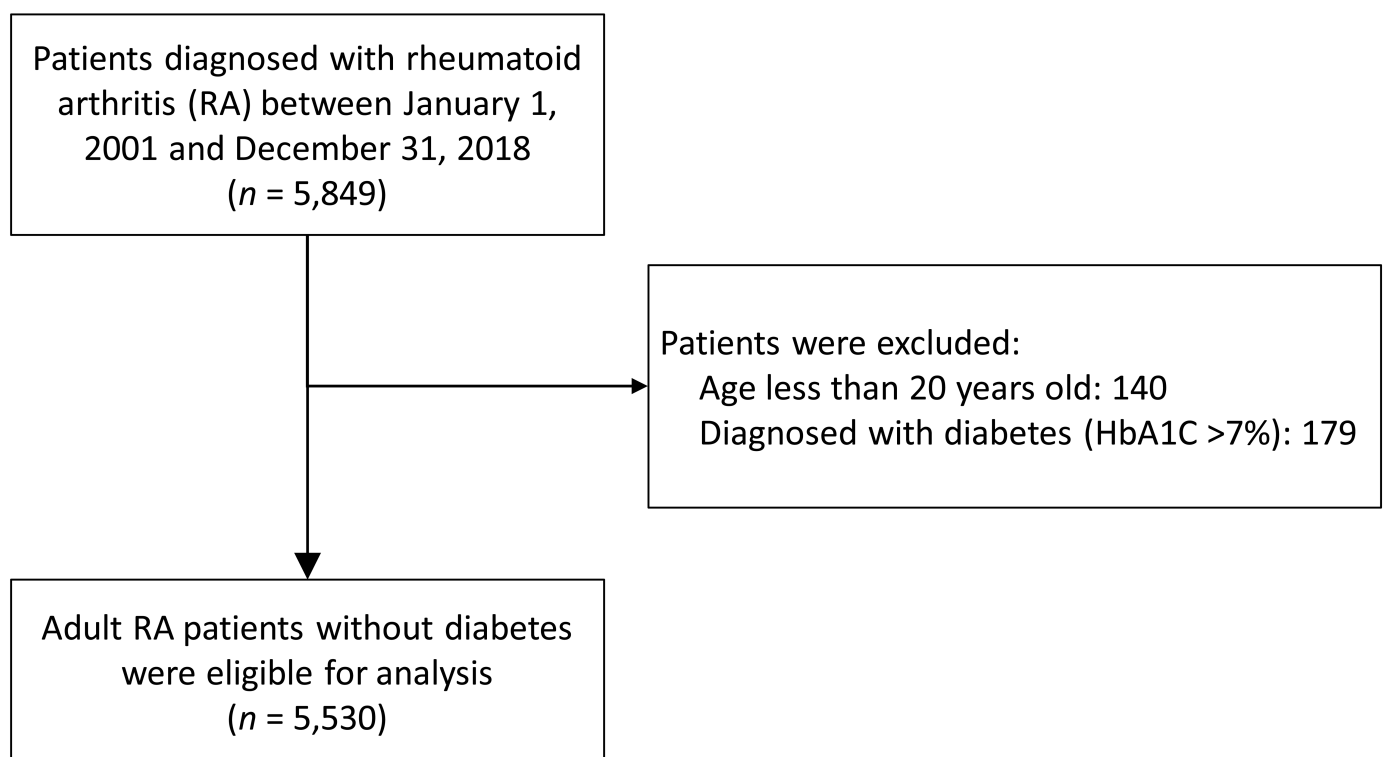 Patients diagnosed with rheumatoid
arthritis (RA) between January 1,
2001 and December 31, 2018
(n = 5,849)
Patients were excluded:
Age less than 20 years old: 140
Diagnosed with diabetes (HbA1C >7%): 179
Adult RA patients without diabetes
were eligible for analysis
(n = 5,530)